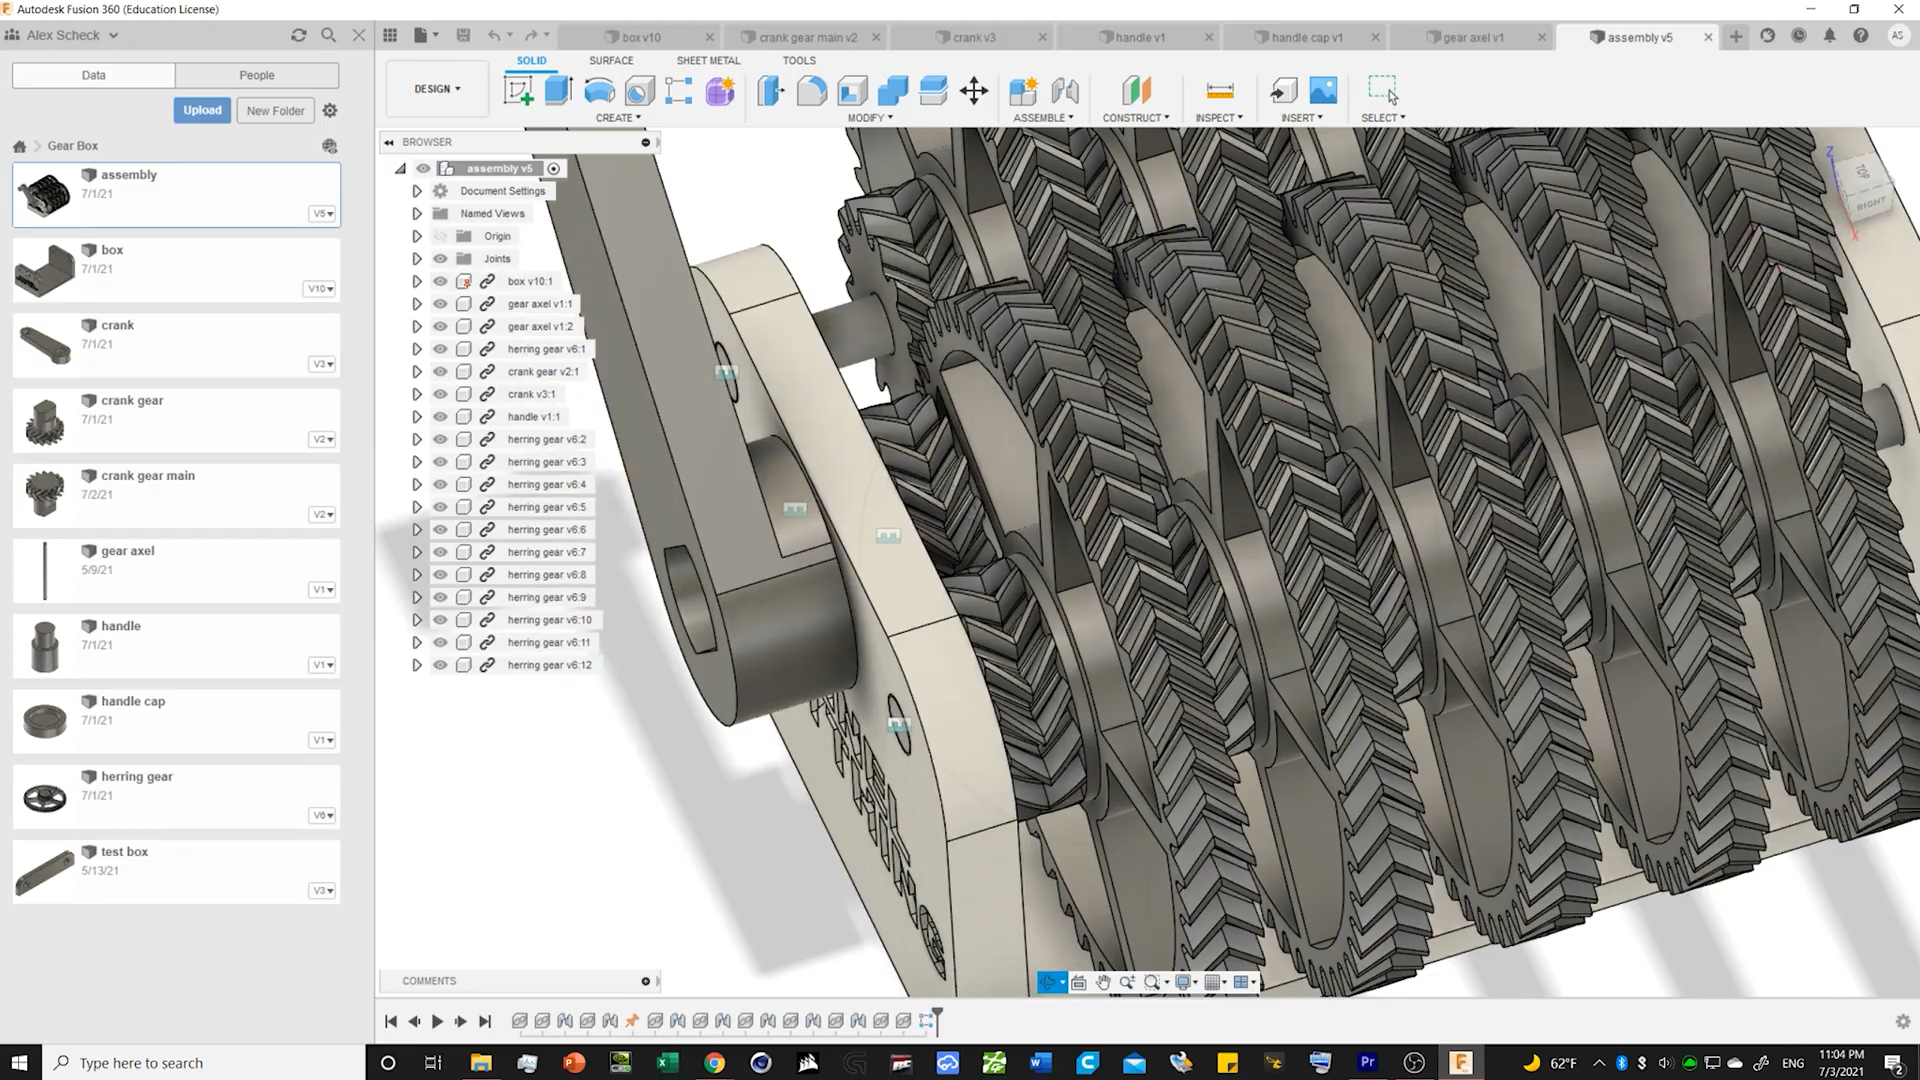 Autodesk Fusion 360 (Education License)
Alex Scheck
box v10
crank gear main v2
crank v3
handle v1
handle cap v1
gear axel v1
assembly v5
AS
Data
People
Upload
New Folder
Gear Box
SOLID
SURFACE
SHEET METAL
TOOLS
DESIGN
CREATE
MODIFY
ASSEMBLE
CONSTRUCT
INSPECT
INSERT
SELECT
assembly
7/1/21
V5
box
7/1/21
V10
crank
7/1/21
V3
crank gear
7/1/21
V2
crank gear main
7/2/21
V2
gear axel
5/9/21
V1
handle
7/1/21
V1
handle cap
7/1/21
V1
herring gear
7/1/21
V6
test box
5/13/21
V3
BROWSER
assembly v5
Document Settings
Named Views
Origin
Joints
box v10:1
gear axel v1:1
gear axel v1:2
herring gear v6:1
crank gear v2:1
crank v3:1
handle v1:1
herring gear v6:2
herring gear v6:3
herring gear v6:4
herring gear v6:5
herring gear v6:6
herring gear v6:7
herring gear v6:8
herring gear v6:9
herring gear v6:10
herring gear v6:11
herring gear v6:12
Z
TOP
RIGHT
X
COMMENTS
Type here to search
62°F
ENG
11:04 PM
7/3/2021
2